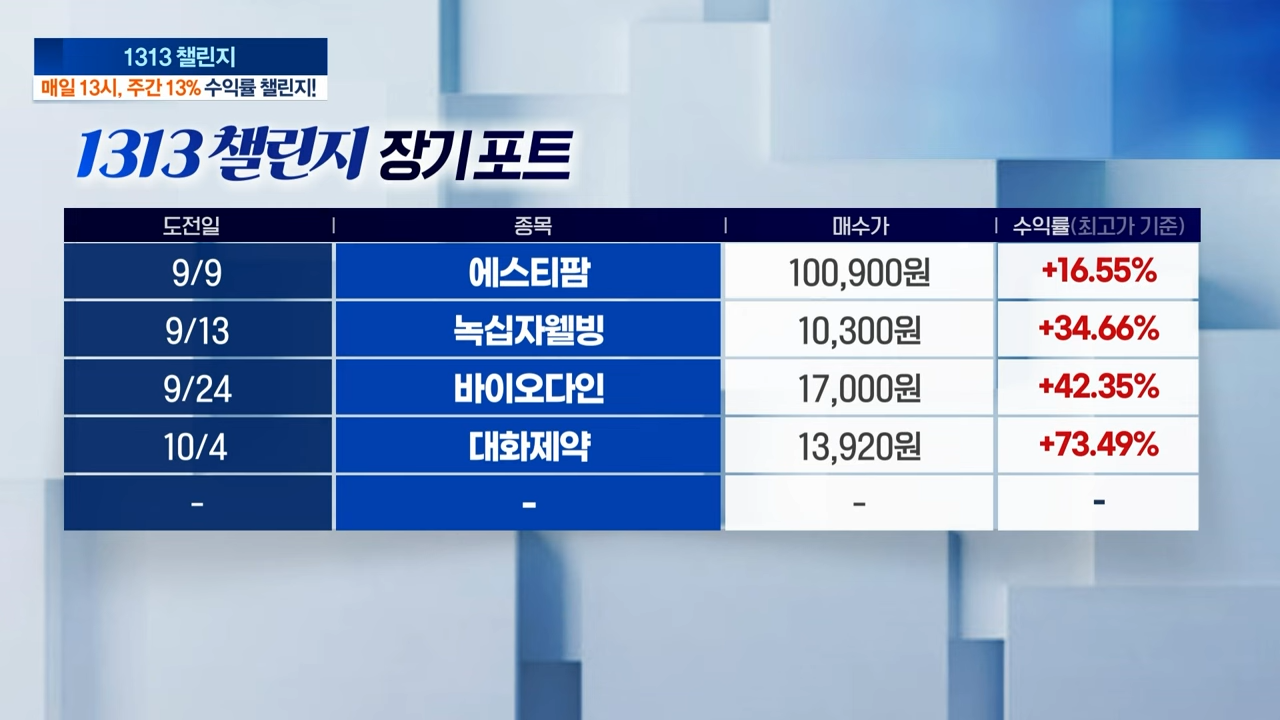 1313 챌린지
매일 13시, 주간 13% 수익률 챌린지!
1313 챌린지 장기 포트
도전일 종목 매수가 수익률(최고가 기준)
9/9 에스티팜 100,900원 +16.55%
9/13 녹십자웰빙 10,300원 +34.66%
9/24 바이오다인 17,000원 +42.35%
10/4 대화제약 13,920원 +73.49%
- - - -